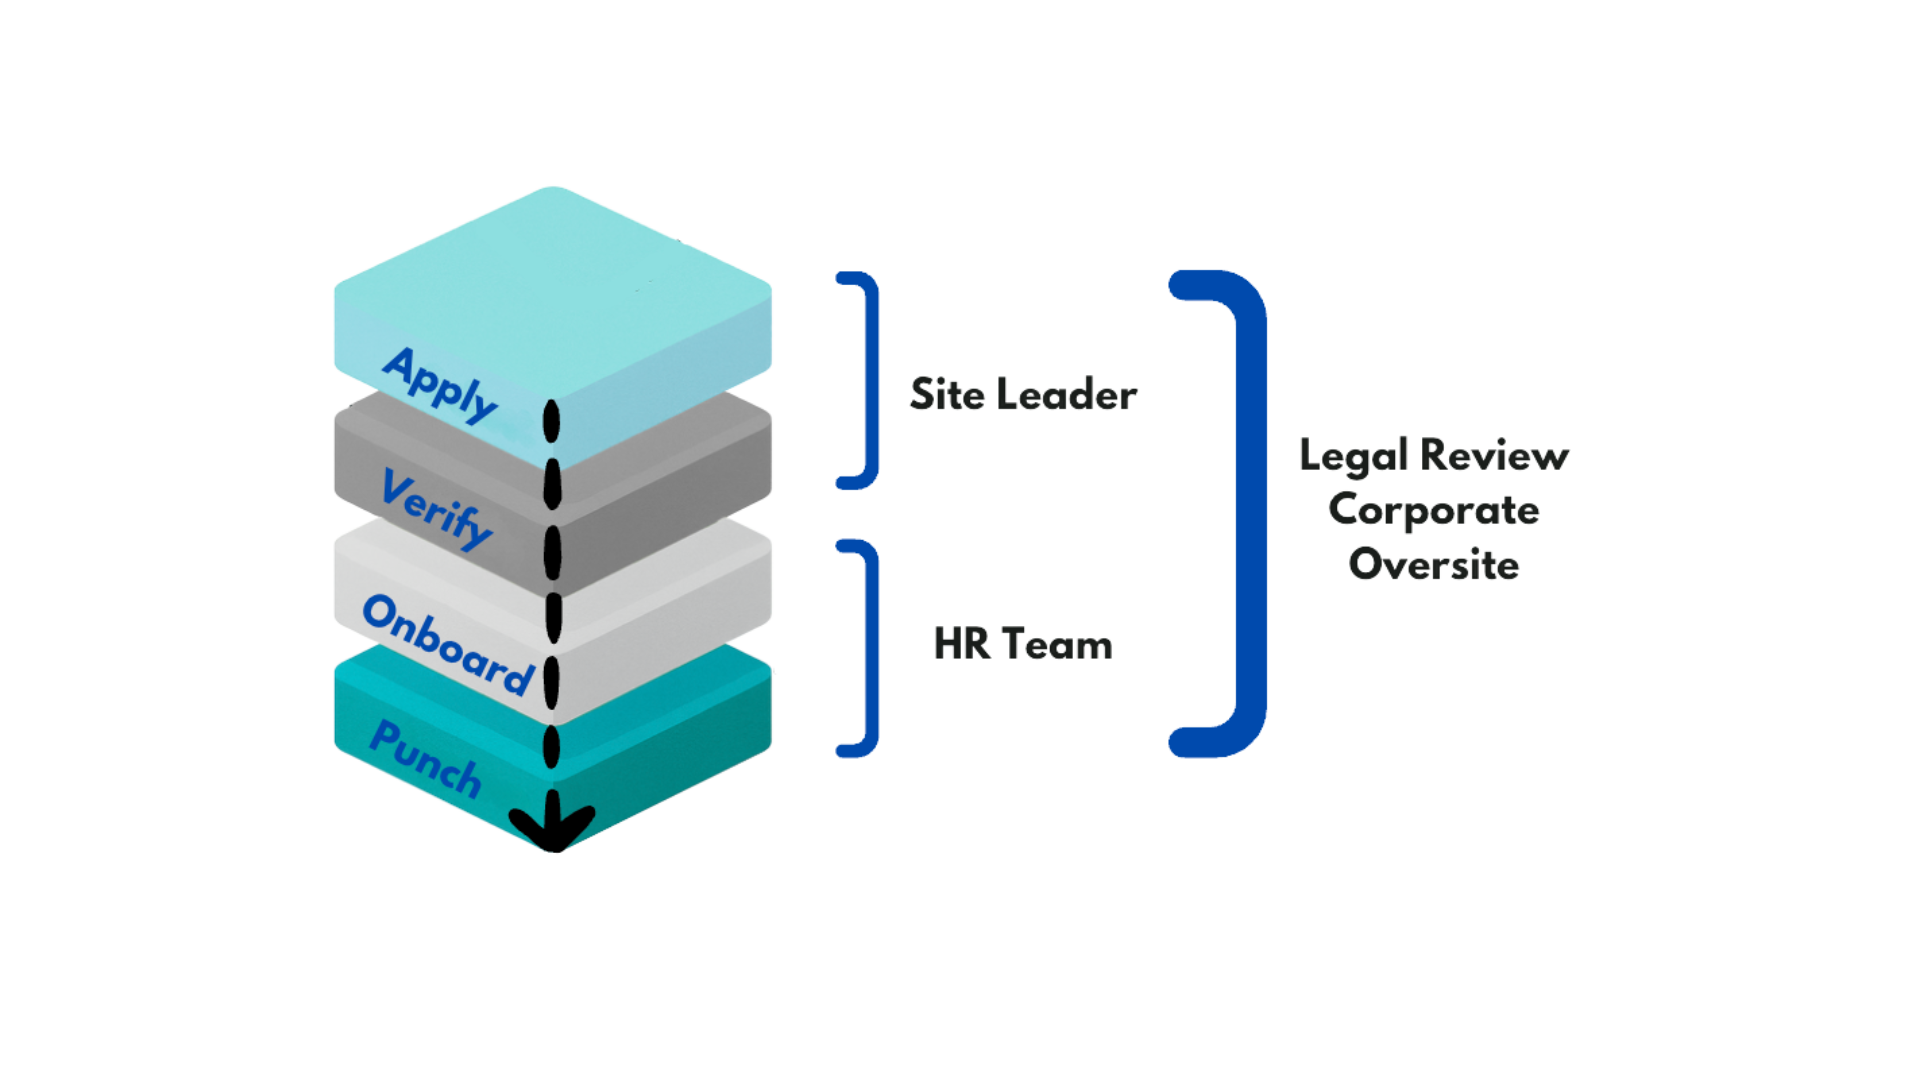 Apply
Verify
Onboard
Punch
Site Leader
HR Team
Legal Review
Corporate
Oversite